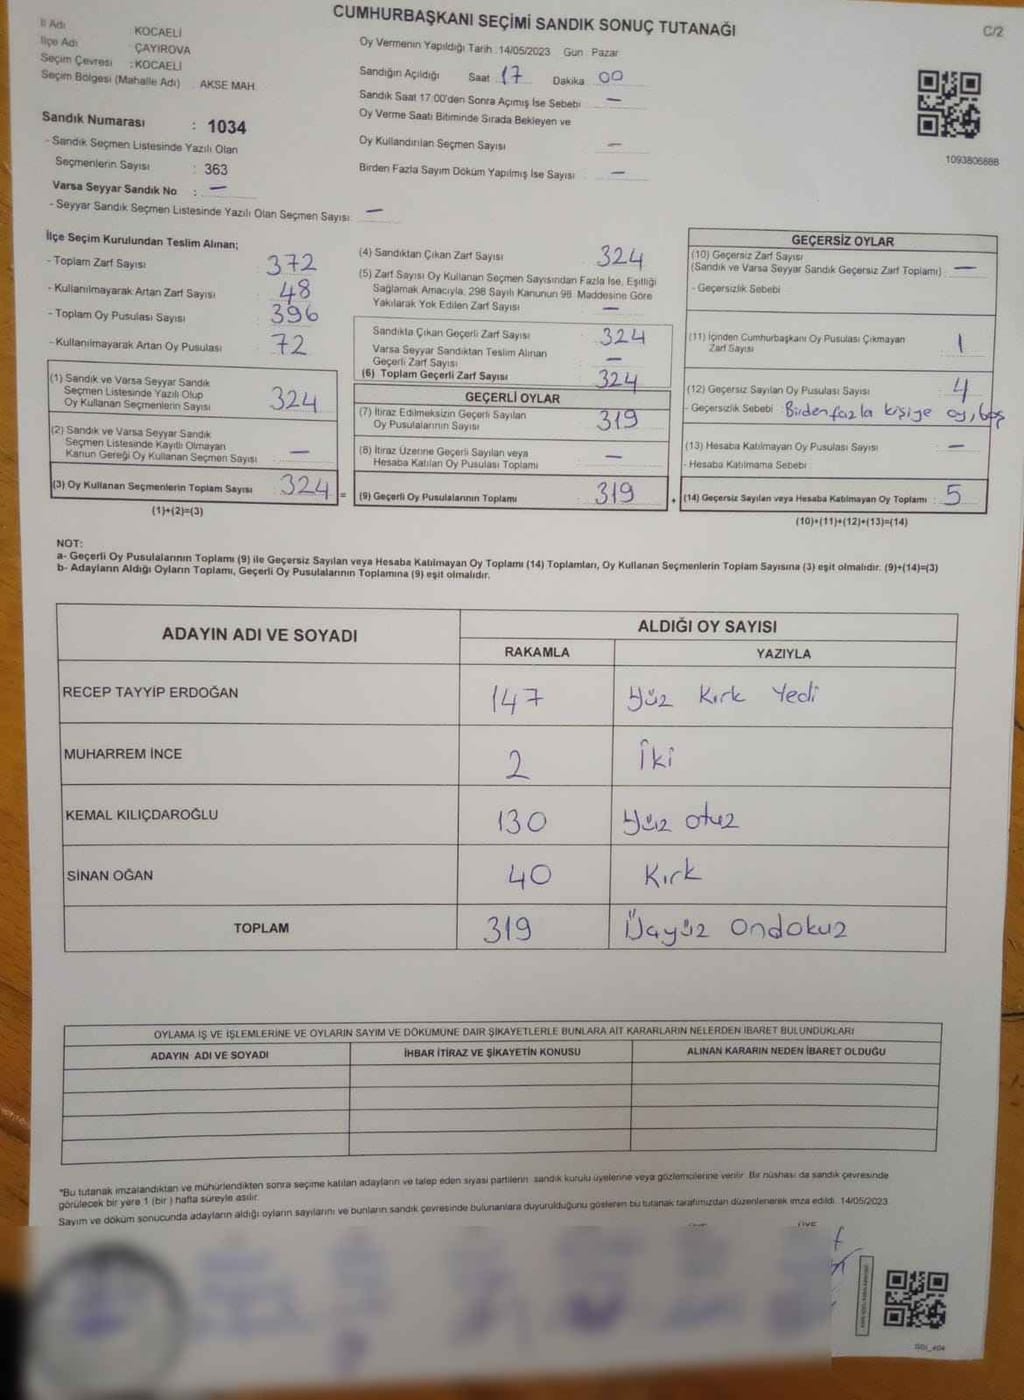 CUMHURBAŞKANI SEÇİMİ SANDIK SONUÇ TUTANAĞI
C/2
İl Adı KOCAELİ
İlçe Adı ÇAYIROVA
Seçim Çevresi : KOCAELİ
Seçim Bölgesi (Mahalle Adı) AKSE MAH.
Oy Vermenin Yapıldığı Tarih :14/05/2023 Gün : Pazar
Sandığın Açıldığı Saat 17 Dakika 00
Sandık Saat 17:00'den Sonra Açımış İse Sebebi —
Oy Verme Saati Bitiminde Sırada Bekleyen ve
Oy Kullandırılan Seçmen Sayısı —
Birden Fazla Sayım Döküm Yapılmış İse Sayısı —
1093806888
Sandık Numarası : 1034
- Sandık Seçmen Listesinde Yazılı Olan
Seçmenlerin Sayısı : 363
Varsa Seyyar Sandık No : —
- Seyyar Sandık Seçmen Listesinde Yazılı Olan Seçmen Sayısı: —
İlçe Seçim Kurulundan Teslim Alınan;
- Toplam Zarf Sayısı : 372
- Kullanılmayarak Artan Zarf Sayısı : 48
- Toplam Oy Pusulası Sayısı : 396
- Kullanılmayarak Artan Oy Pusulası : 72
(1) Sandık ve Varsa Seyyar Sandık
Seçmen Listesinde Yazılı Olup
Oy Kullanan Seçmenlerin Sayısı : 324
(2) Sandık ve Varsa Seyyar Sandık
Seçmen Listesinde Kayıtlı Olmayan
Kanun Gereği Oy Kullanan Seçmen Sayısı : —
(3) Oy Kullanan Seçmenlerin Toplam Sayısı : 324 =
(1)+(2)=(3)
(4) Sandıktan Çıkan Zarf Sayısı : 324
(5) Zarf Sayısı Oy Kullanan Seçmen Sayısından Fazla İse, Eşitliği
Sağlamak Amacıyla, 298 Sayılı Kanunun 98. Maddesine Göre
Yakılarak Yok Edilen Zarf Sayısı : —
Sandıkta Çıkan Geçerli Zarf Sayısı : 324
Varsa Seyyar Sandıktan Teslim Alınan
Geçerli Zarf Sayısı : —
(6) Toplam Geçerli Zarf Sayısı : 324
GEÇERLİ OYLAR
(7) İtiraz Edilmeksizin Geçerli Sayılan
Oy Pusulalarının Sayısı : 319
(8) İtiraz Üzerine Geçerli Sayılan veya
Hesaba Katılan Oy Pusulası Toplamı : —
(9) Geçerli Oy Pusulalarının Toplamı : 319 +
GEÇERSİZ OYLAR
(10) Geçersiz Zarf Sayısı
(Sandık ve Varsa Seyyar Sandık Geçersiz Zarf Toplamı) : —
- Geçersizlik Sebebi :
(11) İçinden Cumhurbaşkanı Oy Pusulası Çıkmayan
Zarf Sayısı : 1
(12) Geçersiz Sayılan Oy Pusulası Sayısı : 4
- Geçersizlik Sebebi : Birden fazla kişiye oy, boş
(13) Hesaba Katılmayan Oy Pusulası Sayısı : —
- Hesaba Katılmama Sebebi :
(14) Geçersiz Sayılan veya Hesaba Katılmayan Oy Toplamı : 5
(10)+(11)+(12)+(13)=(14)
NOT:
a- Geçerli Oy Pusulalarının Toplamı (9) ile Geçersiz Sayılan veya Hesaba Katılmayan Oy Toplamı (14) Toplamları, Oy Kullanan Seçmenlerin Toplam Sayısına (3) eşit olmalıdır. (9)+(14)=(3)
b- Adayların Aldığı Oyların Toplamı, Geçerli Oy Pusulalarının Toplamına (9) eşit olmalıdır.
ADAYIN ADI VE SOYADI ALDIĞI OY SAYISI
RAKAMLA YAZIYLA
RECEP TAYYİP ERDOĞAN 147 Yüz Kırk Yedi
MUHARREM İNCE 2 İki
KEMAL KILIÇDAROĞLU 130 Yüz otuz
SİNAN OĞAN 40 Kırk
TOPLAM 319 Üçyüz Ondokuz
OYLAMA İŞ VE İŞLEMLERİNE VE OYLARIN SAYIM VE DÖKÜMÜNE DAİR ŞİKAYETLERLE BUNLARA AİT KARARLARIN NELERDEN İBARET BULUNDUKLARI
ADAYIN ADI VE SOYADI İHBAR İTİRAZ VE ŞİKAYETİN KONUSU ALINAN KARARIN NEDEN İBARET OLDUĞU
*Bu tutanak imzalandıktan ve mühürlendikten sonra seçime katılan adayların ve talep eden siyasi partilerin sandık kurulu üyelerine veya gözlemcilerine verilir. Bir nüshası da sandık çevresinde
görülecek bir yere 1 (bir) hafta süreyle asılır.
Sayım ve döküm sonucunda adayların aldığı oyların sayılarını ve bunların sandık çevresinde bulunanlara duyurulduğunu gösteren bu tutanak tarafımızdan düzenlenerek imza edildi. 14/05/2023